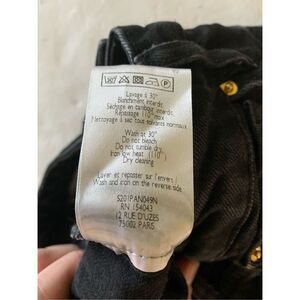 Lavage à 30°
Blanchiment interdit
Séchage en tambour interdit
Repassage 110° max
Nettoyage à sec tout solvants normaux
Wash at 30°
Do not bleach
Do not tumble dry
Iron low heat (110°)
Dry cleaning
Laver et repasser sur l'envers
Wash and iron on the reverse
S201PAN049N
RN 154043
12 RUE D'UZES
75002 PARIS